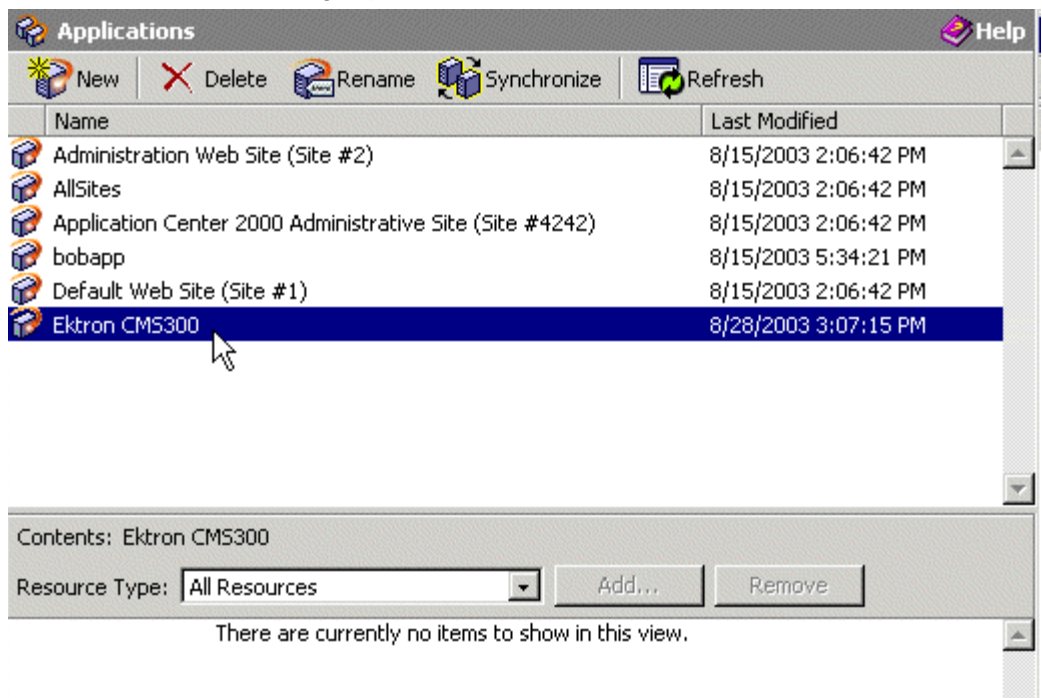 Applications Help
New Delete Rename Synchronize Refresh
Name Last Modified
Administration Web Site (Site #2) 8/15/2003 2:06:42 PM
AllSites 8/15/2003 2:06:42 PM
Application Center 2000 Administrative Site (Site #4242) 8/15/2003 2:06:42 PM
bobapp 8/15/2003 5:34:21 PM
Default Web Site (Site #1) 8/15/2003 2:06:42 PM
Ektron CMS300 8/28/2003 3:07:15 PM
Contents: Ektron CMS300
Resource Type: All Resources Add... Remove
There are currently no items to show in this view.